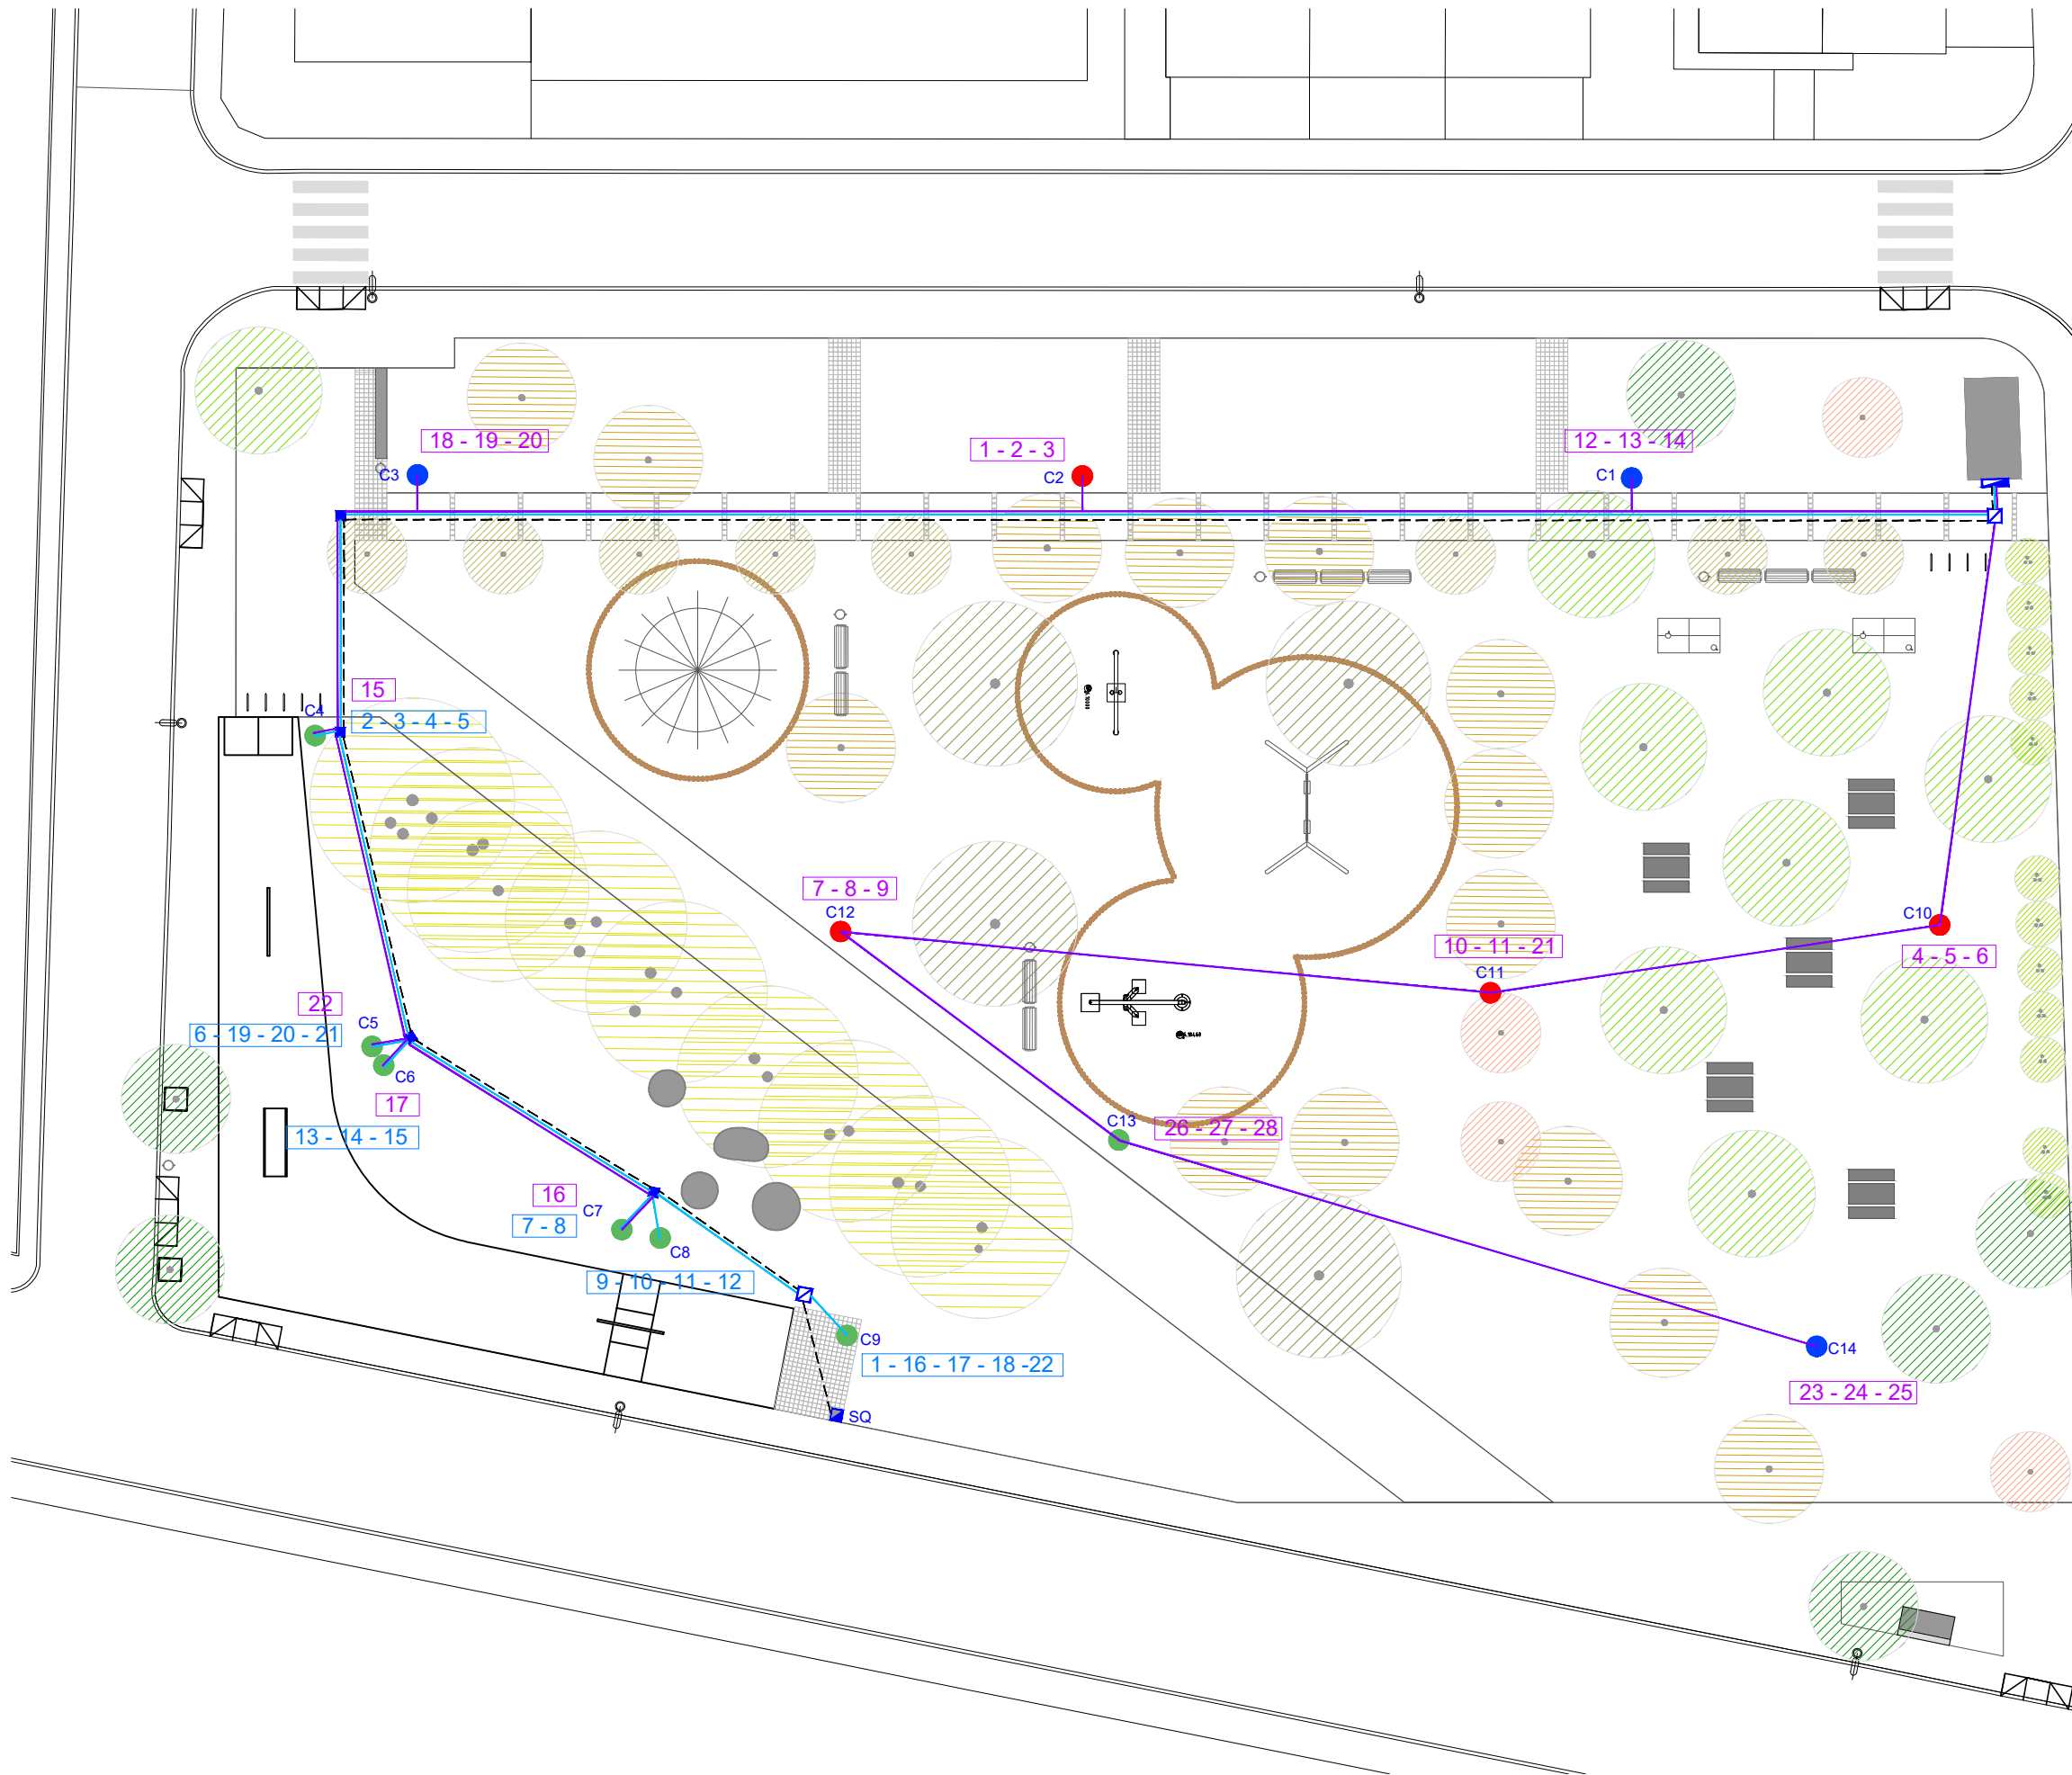 18 - 19 - 20
1 - 2 - 3
12 - 13 - 14
C3
C2
C1
15
C4
2 - 3 - 4 - 5
7 - 8 - 9
C12
C10
10 - 11 - 21
4 - 5 - 6
C11
22
C5
6 - 19 - 20 - 21
C6
17
C13
26 - 27 - 28
13 - 14 - 15
16
C7
7 - 8
C8
9 - 10 - 11 - 12
C9
C14
1 - 16 - 17 - 18 -22
23 - 24 - 25
SQ